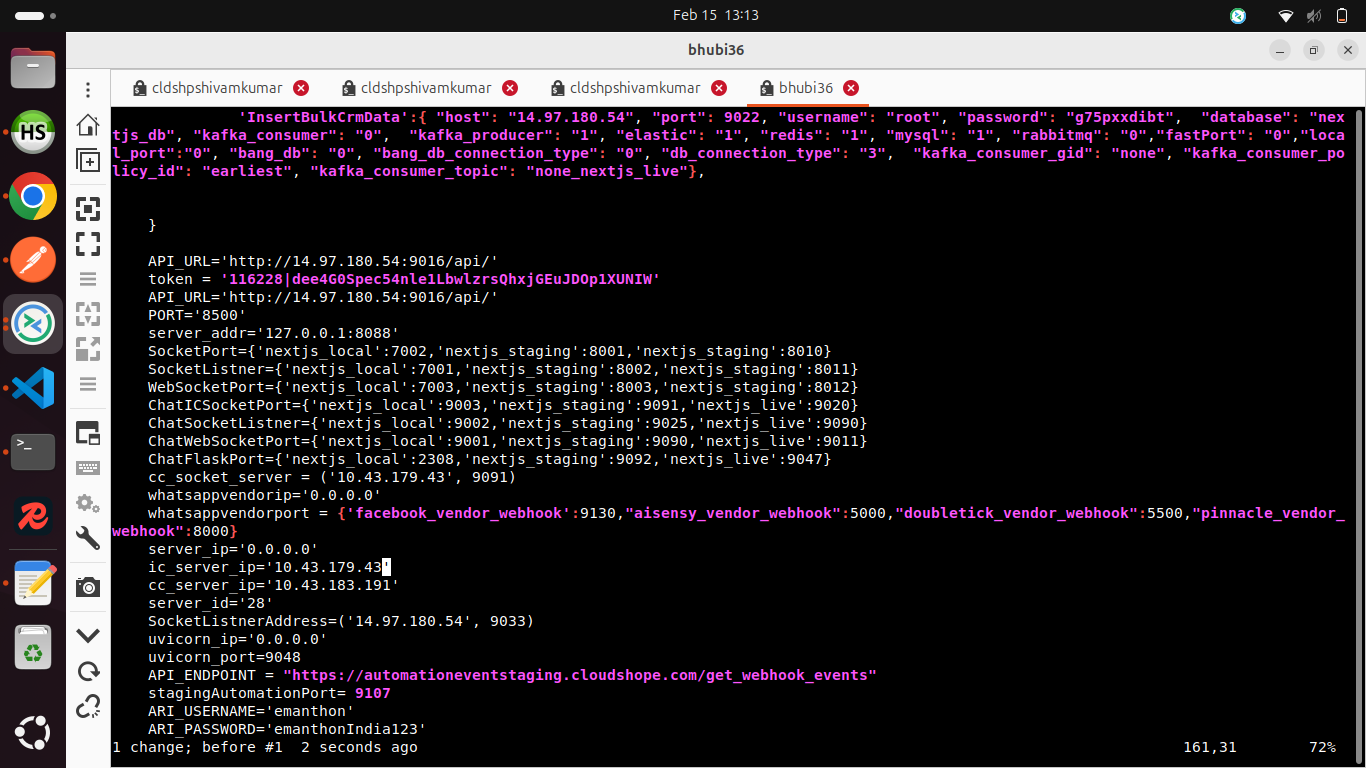 Feb 15 13:13
bhubi36
cldshpshivamkumar cldshpshivamkumar cldshpshivamkumar bhubi36
HS
'InsertBulkCrmData':{ "host": "14.97.180.54", "port": 9022, "username": "root", "password": "g75pxxdibt", "database": "nex
tjs_db", "kafka_consumer": "0", "kafka_producer": "1", "elastic": "1", "redis": "1", "mysql": "1", "rabbitmq": "0","fastPort": "0","loca
l_port":"0", "bang_db": "0", "bang_db_connection_type": "0", "db_connection_type": "3", "kafka_consumer_gid": "none", "kafka_consumer_po
licy_id": "earliest", "kafka_consumer_topic": "none_nextjs_live"},
}
API_URL='http://14.97.180.54:9016/api/'
token = '116228|dee4G0Spec54nle1LbwlzrsQhxjGEuJDOp1XUNIW'
API_URL='http://14.97.180.54:9016/api/'
PORT='8500'
server_addr='127.0.0.1:8088'
SocketPort={'nextjs_local':7002,'nextjs_staging':8001,'nextjs_staging':8010}
SocketListner={'nextjs_local':7001,'nextjs_staging':8002,'nextjs_staging':8011}
WebSocketPort={'nextjs_local':7003,'nextjs_staging':8003,'nextjs_staging':8012}
ChatICSocketPort={'nextjs_local':9003,'nextjs_staging':9091,'nextjs_live':9020}
ChatSocketListner={'nextjs_local':9002,'nextjs_staging':9025,'nextjs_live':9090}
ChatWebSocketPort={'nextjs_local':9001,'nextjs_staging':9090,'nextjs_live':9011}
ChatFlaskPort={'nextjs_local':2308,'nextjs_staging':9092,'nextjs_live':9047}
cc_socket_server = ('10.43.179.43', 9091)
whatsappvendorip='0.0.0.0'
whatsappvendorport = {'facebook_vendor_webhook':9130,"aisensy_vendor_webhook":5000,"doubletick_vendor_webhook":5500,"pinnacle_vendor_
webhook":8000}
server_ip='0.0.0.0'
ic_server_ip='10.43.179.43'
cc_server_ip='10.43.183.191'
server_id='28'
SocketListnerAddress=('14.97.180.54', 9033)
uvicorn_ip='0.0.0.0'
uvicorn_port=9048
API_ENDPOINT = "https://automationeventstaging.cloudshope.com/get_webhook_events"
stagingAutomationPort= 9107
ARI_USERNAME='emanthon'
ARI_PASSWORD='emanthonIndia123'
1 change; before #1 2 seconds ago 161,31 72%